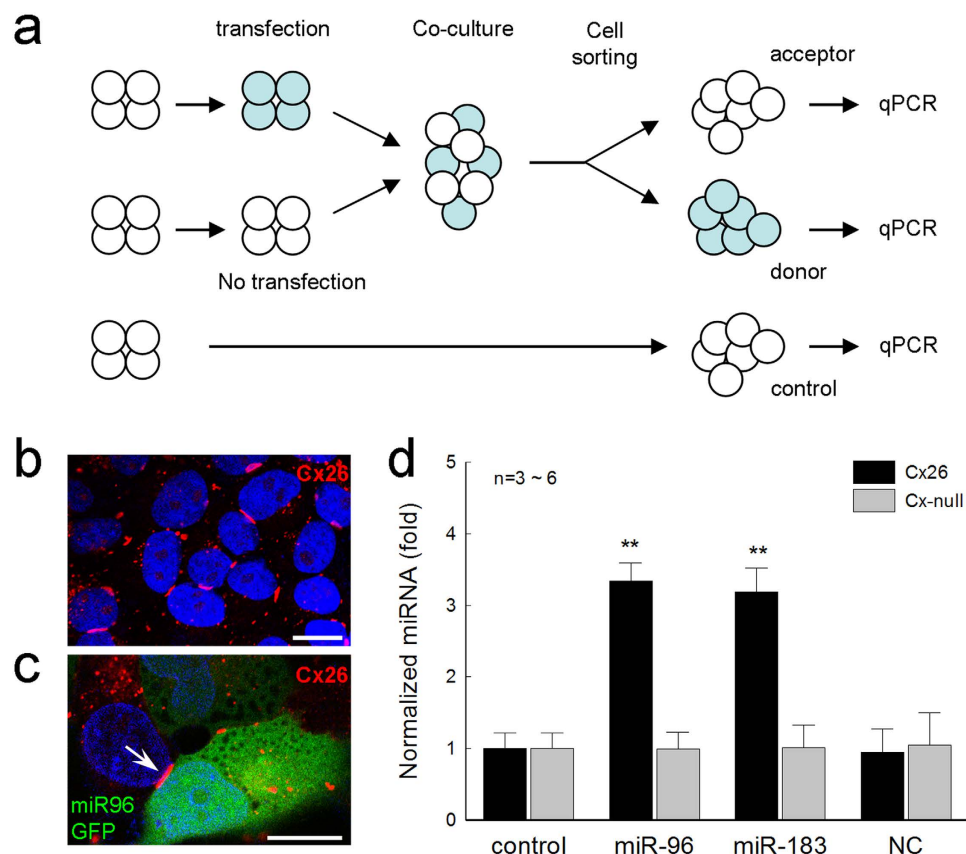 a
transfection
Co-culture
Cell
sorting
acceptor
qPCR
No transfection
donor
qPCR
control
qPCR
b
Cx26
c
Cx26
miR96
GFP
d
Normalized miRNA (fold)
5
4
3
2
1
0
n=3 ~ 6
Cx26
Cx-null
**
**
control
miR-96
miR-183
NC